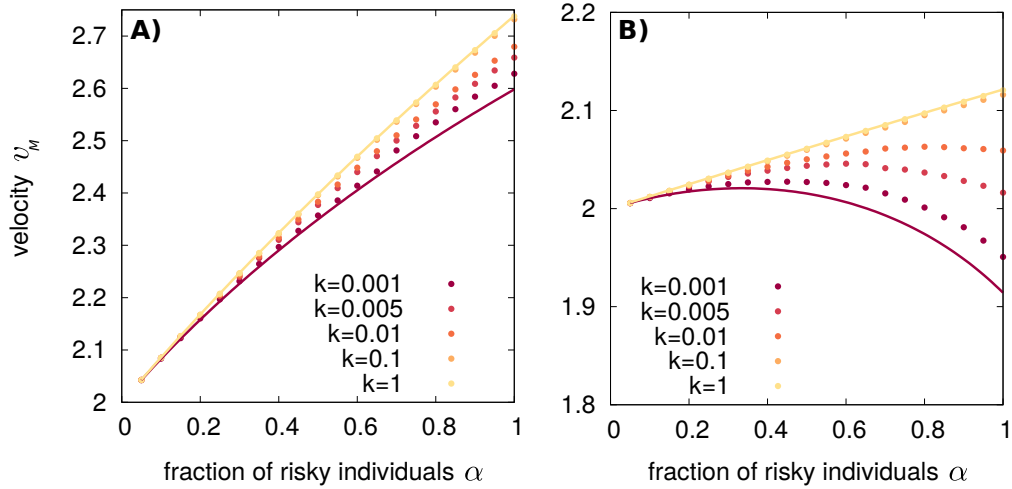 A)
velocity v_M
2.7
2.6
2.5
2.4
2.3
2.2
2.1
2
k=0.001
k=0.005
k=0.01
k=0.1
k=1
0 0.2 0.4 0.6 0.8 1
fraction of risky individuals α
B)
2.2
2.1
2
1.9
1.8
k=0.001
k=0.005
k=0.01
k=0.1
k=1
0 0.2 0.4 0.6 0.8 1
fraction of risky individuals α